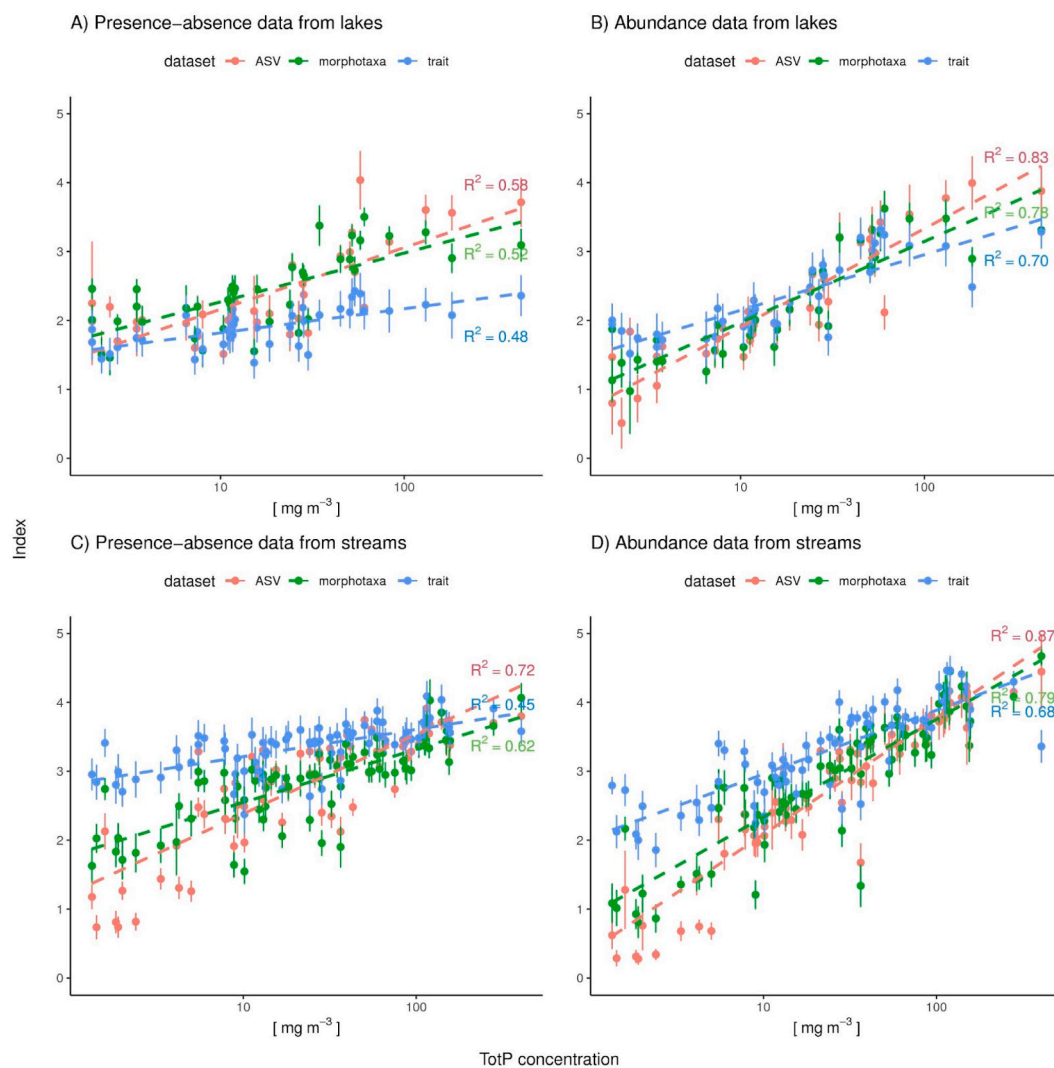 A) Presence−absence data from lakes
dataset ASV morphotaxa trait
5
4
3
2
1
0
R² = 0.58
R² = 0.52
R² = 0.48
10 100
[ mg m⁻³ ]
B) Abundance data from lakes
dataset ASV morphotaxa trait
5
4
3
2
1
0
R² = 0.83
R² = 0.78
R² = 0.70
10 100
[ mg m⁻³ ]
Index
C) Presence−absence data from streams
dataset ASV morphotaxa trait
5
4
3
2
1
0
R² = 0.72
R² = 0.45
R² = 0.62
10 100
[ mg m⁻³ ]
D) Abundance data from streams
dataset ASV morphotaxa trait
5
4
3
2
1
0
R² = 0.87
R² = 0.79
R² = 0.68
10 100
[ mg m⁻³ ]
TotP concentration